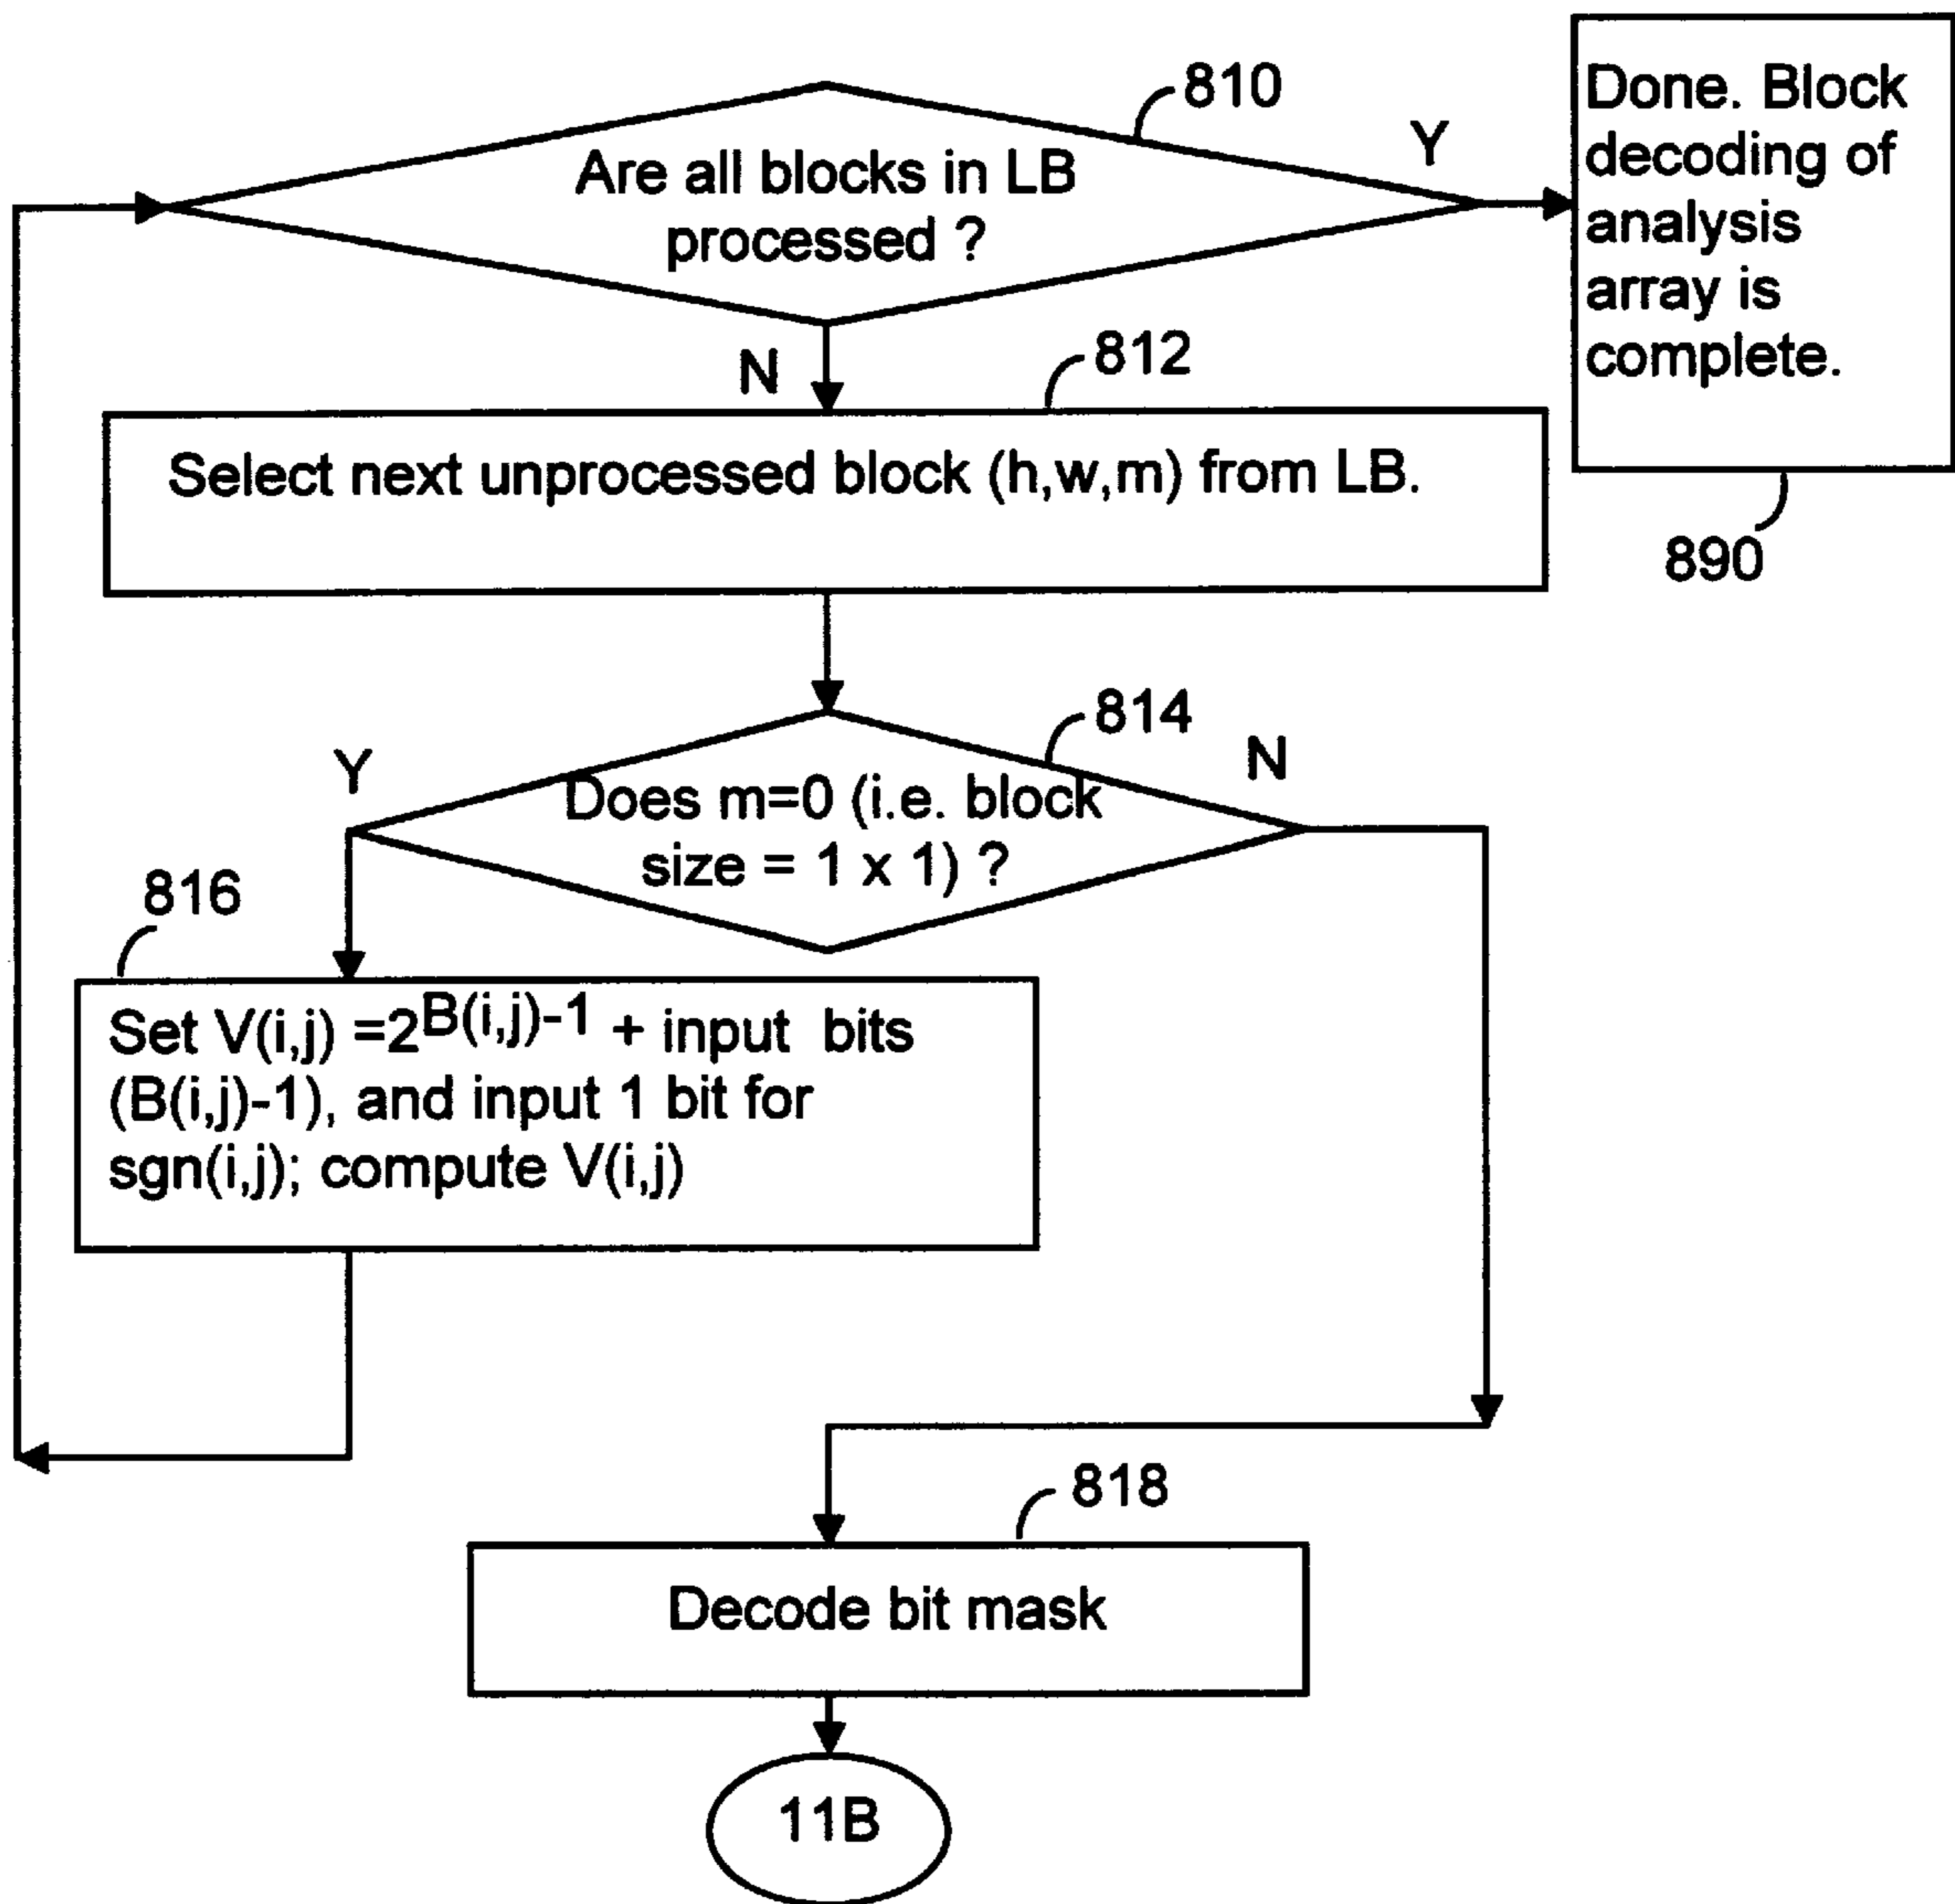 810
Are all blocks in LB
processed ?
Y
Done. Block
decoding of
analysis
array is
complete.
890
N
812
Select next unprocessed block (h,w,m) from LB.
814
Y
N
Does m=0 (i.e. block
size = 1 x 1) ?
816
Set V(i,j) =2^B(i,j)-1 + input bits
(B(i,j)-1), and input 1 bit for
sgn(i,j); compute V(i,j)
818
Decode bit mask
11B